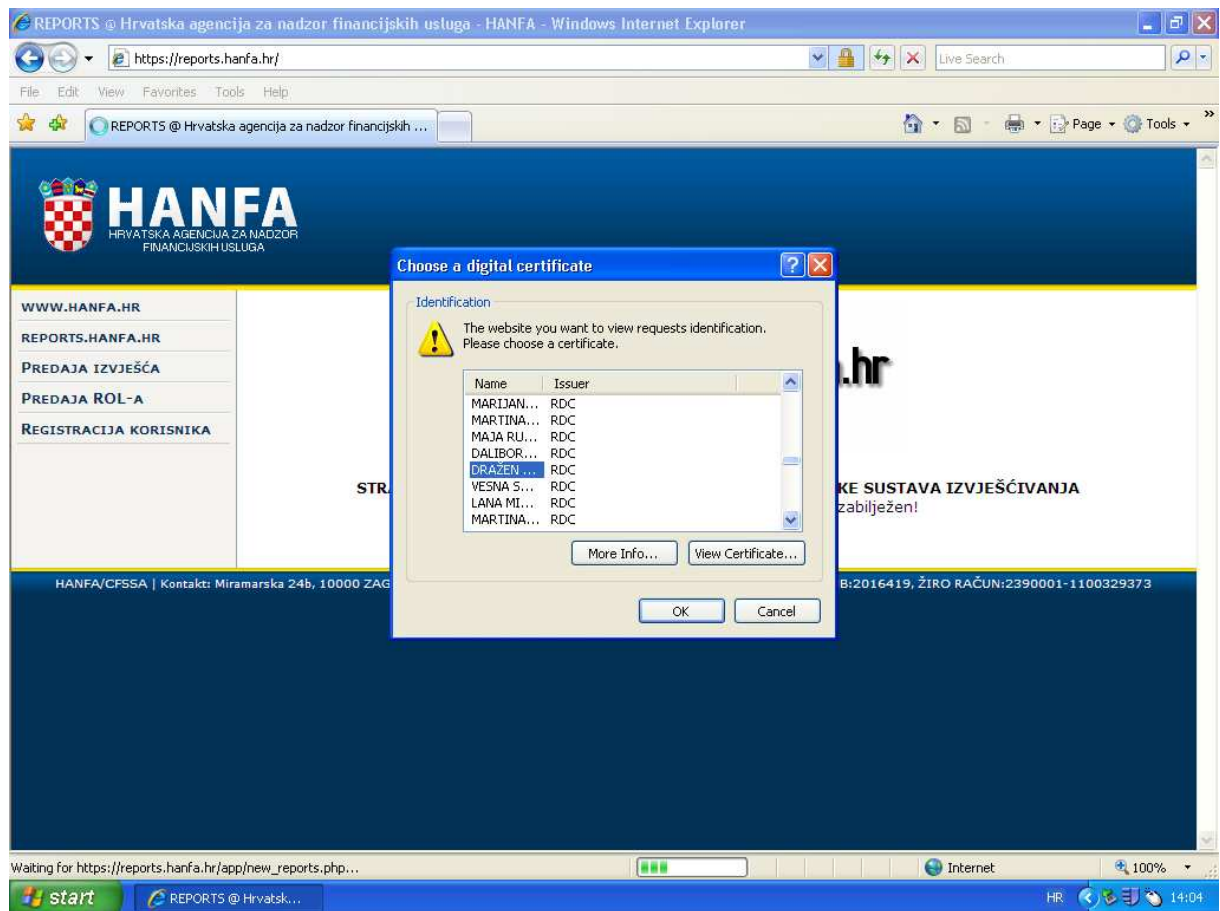 REPORTS @ Hrvatska agencija za nadzor financijskih usluga - HANFA - Windows Internet Explorer
https://reports.hanfa.hr/
Live Search
File Edit View Favorites Tools Help
REPORTS @ Hrvatska agencija za nadzor financijskih ...
Page Tools
HANFA
HRVATSKA AGENCIJA ZA NADZOR
FINANCIJSKIH USLUGA
WWW.HANFA.HR
REPORTS.HANFA.HR
PREDAJA IZVJEŠĆA
PREDAJA ROL-A
REGISTRACIJA KORISNIKA
.hr
STR
KE SUSTAVA IZVJEŠĆIVANJA
zabilježen!
Choose a digital certificate
Identification
The website you want to view requests identification.
Please choose a certificate.
Name Issuer
MARIJAN... RDC
MARTINA... RDC
MAJA RU... RDC
DALIBOR... RDC
DRAŽEN ... RDC
VESNA S... RDC
LANA MI... RDC
MARTINA... RDC
More Info... View Certificate...
OK Cancel
HANFA/CFSSA | Kontakt: Miramarska 24b, 10000 ZAG
B:2016419, ŽIRO RAČUN:2390001-1100329373
Waiting for https://reports.hanfa.hr/app/new_reports.php...
Internet 100%
start REPORTS @ Hrvatsk... HR 14:04